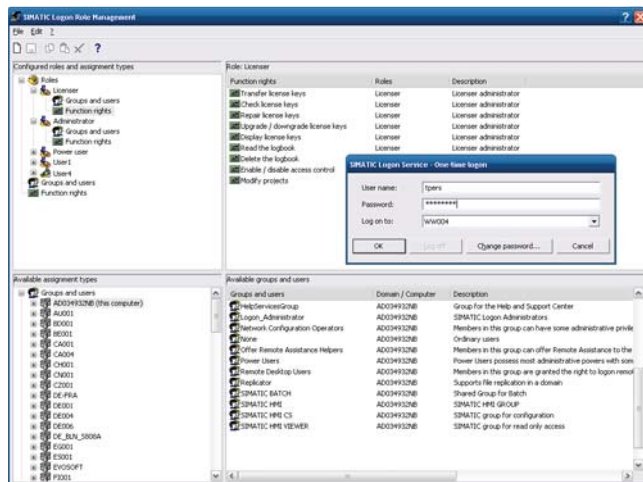 SIMATIC Logon Role Management
File Edit ?
Configured roles and assignment types
Roles
Licenser
Groups and users
Function rights
Administrator
Groups and users
Function rights
Power user
User1
User4
Groups and users
Function rights
Role: Licenser
Function rights Roles Description
Transfer license keys Licenser Licenser administrator
Check license keys Licenser Licenser administrator
Repair license keys Licenser Licenser administrator
Upgrade / downgrade license keys Licenser Licenser administrator
Display license keys Licenser Licenser administrator
Read the logbook Licenser Licenser administrator
Delete the logbook
Enable / disable access control
Modify projects
SIMATIC Logon Service - One-time logon
User name: tpers
Password: ********
Log on to: WW004
OK Log off Change password... Cancel
Available assignment types
Groups and users
AD034932NB (this computer)
AU001
BD001
BE001
CA001
CA004
CH001
CN001
CZ001
DE-FRA
DE001
DE004
DE006
DE_BLN_5808A
EG001
ES001
EVOSOFT
FI001
Available groups and users
Groups and users Domain / Computer Description
HelpServicesGroup AD034932NB Group for the Help and Support Center
Logon_Administrator AD034932NB SIMATIC Logon Administrators
Network Configuration Operators AD034932NB Members in this group can have some administrative privile
None AD034932NB Ordinary users
Offer Remote Assistance Helpers AD034932NB Members in this group can offer Remote Assistance to the
Power Users AD034932NB Power Users possess most administrative powers with som
Remote Desktop Users AD034932NB Members in this group are granted the right to logon remot
Replicator AD034932NB Supports file replication in a domain
SIMATIC BATCH AD034932NB Shared Group for Batch
SIMATIC HMI AD034932NB SIMATIC HMI GROUP
SIMATIC HMI CS AD034932NB SIMATIC group for configuration
SIMATIC HMI VIEWER AD034932NB SIMATIC group for read only access